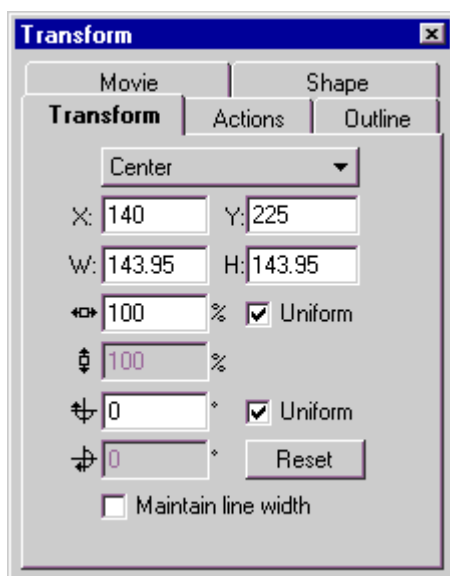 Transform
Movie Shape
Transform Actions Outline
Center
X: 140 Y: 225
W: 143.95 H: 143.95
100 % Uniform
100 %
0 ° Uniform
0 ° Reset
Maintain line width